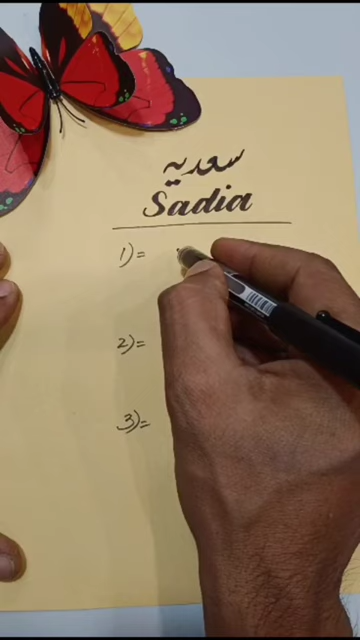 سعدیہ
Sadia
1) =
2) =
3) =